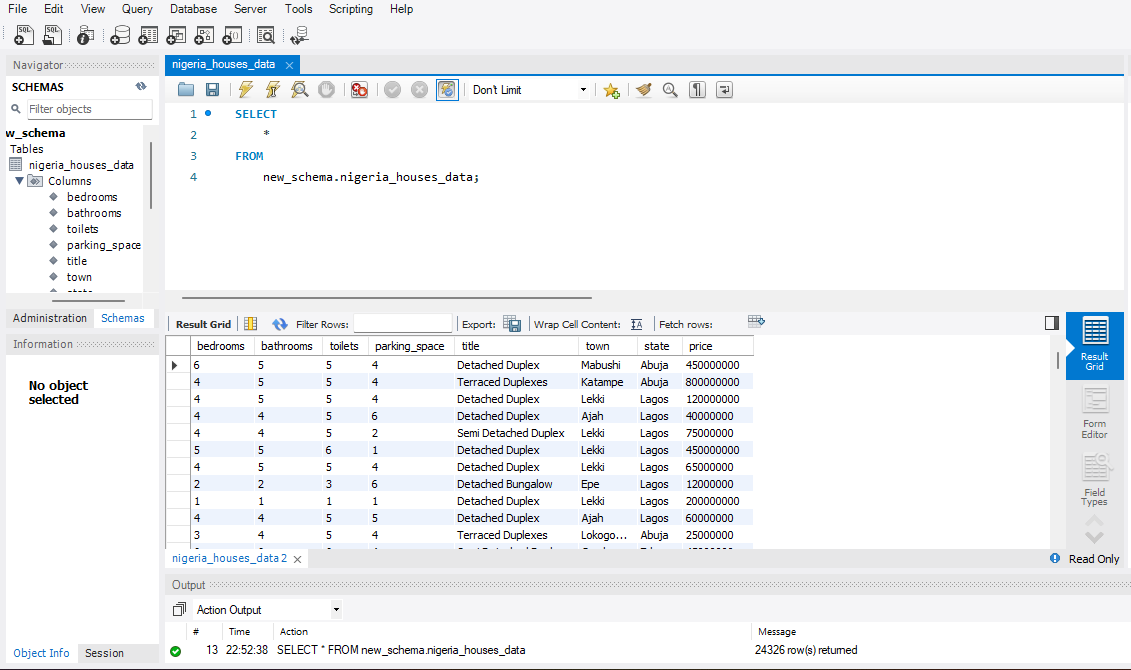 File Edit View Query Database Server Tools Scripting Help
Navigator
SCHEMAS
Filter objects
w_schema
Tables
nigeria_houses_data
Columns
bedrooms
bathrooms
toilets
parking_space
title
town
Administration Schemas
Information
No object
selected
Object Info Session
nigeria_houses_data
Don't Limit
1 SELECT
2 *
3 FROM
4 new_schema.nigeria_houses_data;
Result Grid Filter Rows: Export: Wrap Cell Content: Fetch rows:
bedrooms bathrooms toilets parking_space title town state price
6 5 5 4 Detached Duplex Mabushi Abuja 450000000
4 5 5 4 Terraced Duplexes Katampe Abuja 800000000
4 5 5 4 Detached Duplex Lekki Lagos 120000000
4 4 5 6 Detached Duplex Ajah Lagos 40000000
4 4 5 2 Semi Detached Duplex Lekki Lagos 75000000
5 5 6 1 Detached Duplex Lekki Lagos 450000000
4 5 5 4 Detached Duplex Lekki Lagos 65000000
2 2 3 6 Detached Bungalow Epe Lagos 12000000
1 1 1 1 Detached Duplex Lekki Lagos 200000000
4 4 5 5 Detached Duplex Ajah Lagos 60000000
3 4 5 4 Terraced Duplexes Lokogo... Abuja 25000000
Result
Grid
Form
Editor
Field
Types
nigeria_houses_data 2
Read Only
Output
Action Output
# Time Action Message
13 22:52:38 SELECT * FROM new_schema.nigeria_houses_data 24326 row(s) returned